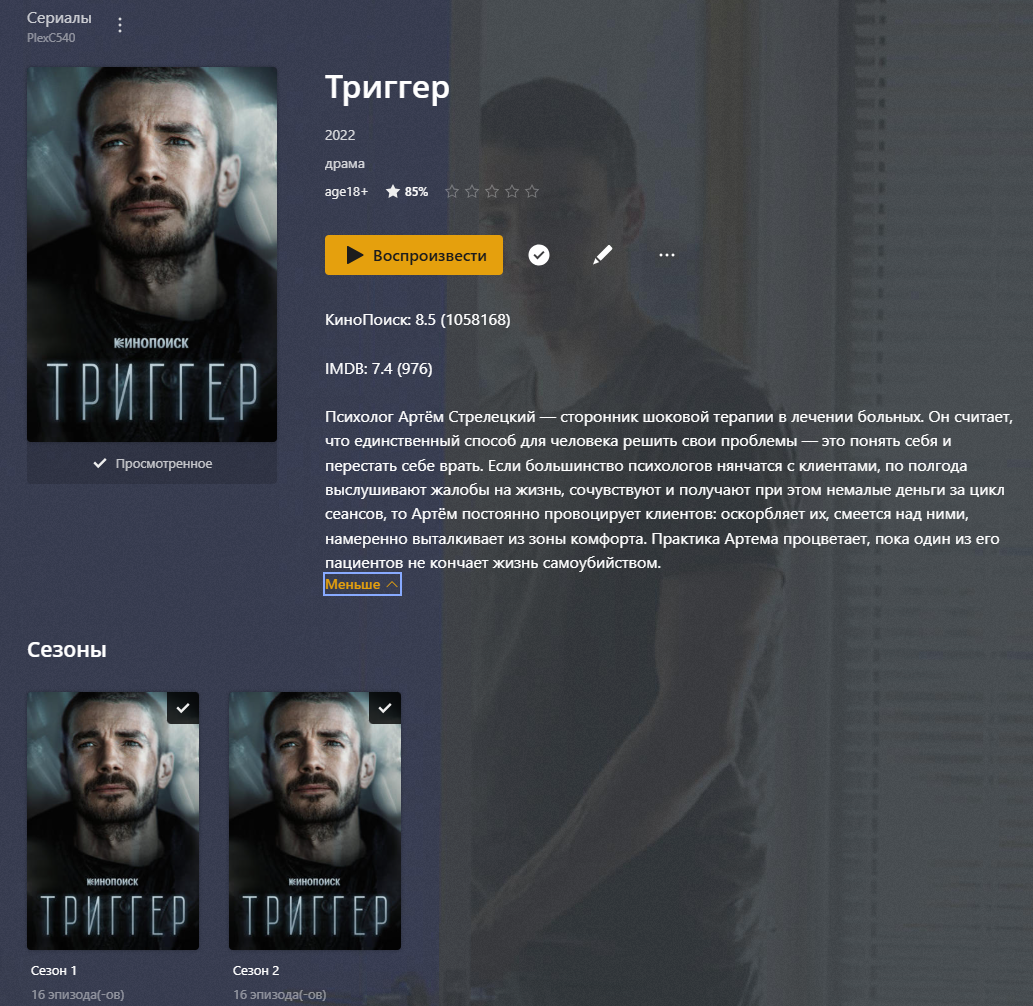 Сериалы
PlexC540
КИНОПОИСК
ТРИГГЕР
Просмотренное
Триггер
2022
драма
age18+ 85%
Воспроизвести
КиноПоиск: 8.5 (1058168)
IMDB: 7.4 (976)
Психолог Артём Стрелецкий — сторонник шоковой терапии в лечении больных. Он считает,
что единственный способ для человека решить свои проблемы — это понять себя и
перестать себе врать. Если большинство психологов нянчатся с клиентами, по полгода
выслушивают жалобы на жизнь, сочувствуют и получают при этом немалые деньги за цикл
сеансов, то Артём постоянно провоцирует клиентов: оскорбляет их, смеется над ними,
намеренно выталкивает из зоны комфорта. Практика Артема процветает, пока один из его
пациентов не кончает жизнь самоубийством.
Меньше
Сезоны
КИНОПОИСК
ТРИГГЕР
Сезон 1
16 эпизода(-ов)
КИНОПОИСК
ТРИГГЕР
Сезон 2
16 эпизода(-ов)